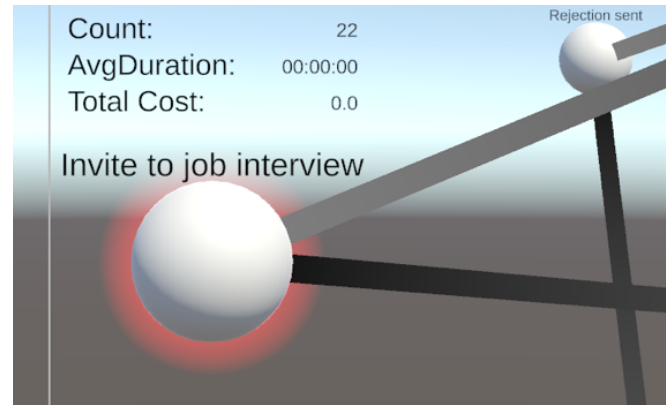 Rejection sent
Count: 22
AvgDuration: 00:00:00
Total Cost: 0.0
Invite to job interview